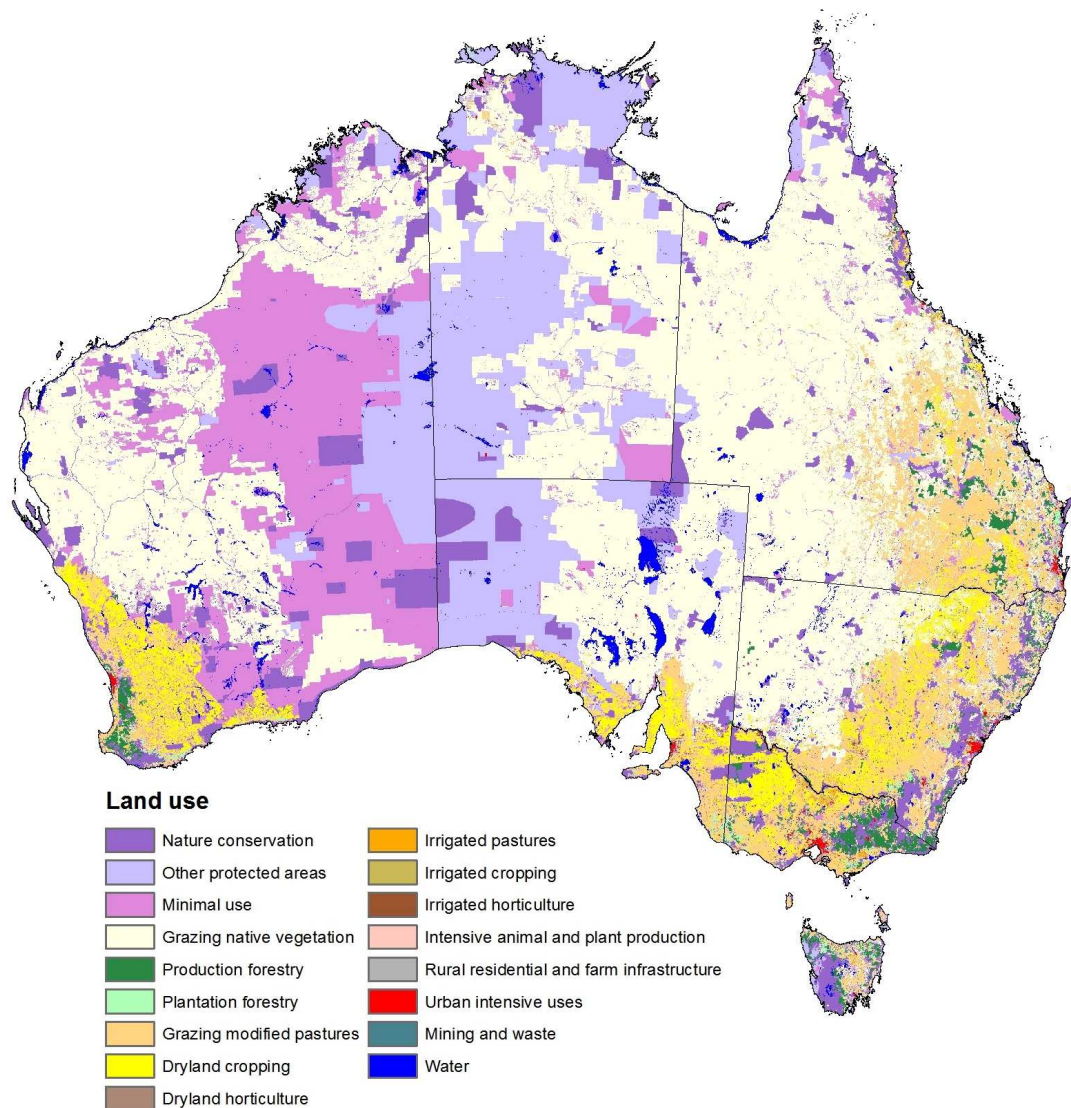 Land use
Nature conservation
Other protected areas
Minimal use
Grazing native vegetation
Production forestry
Plantation forestry
Grazing modified pastures
Dryland cropping
Dryland horticulture
Irrigated pastures
Irrigated cropping
Irrigated horticulture
Intensive animal and plant production
Rural residential and farm infrastructure
Urban intensive uses
Mining and waste
Water